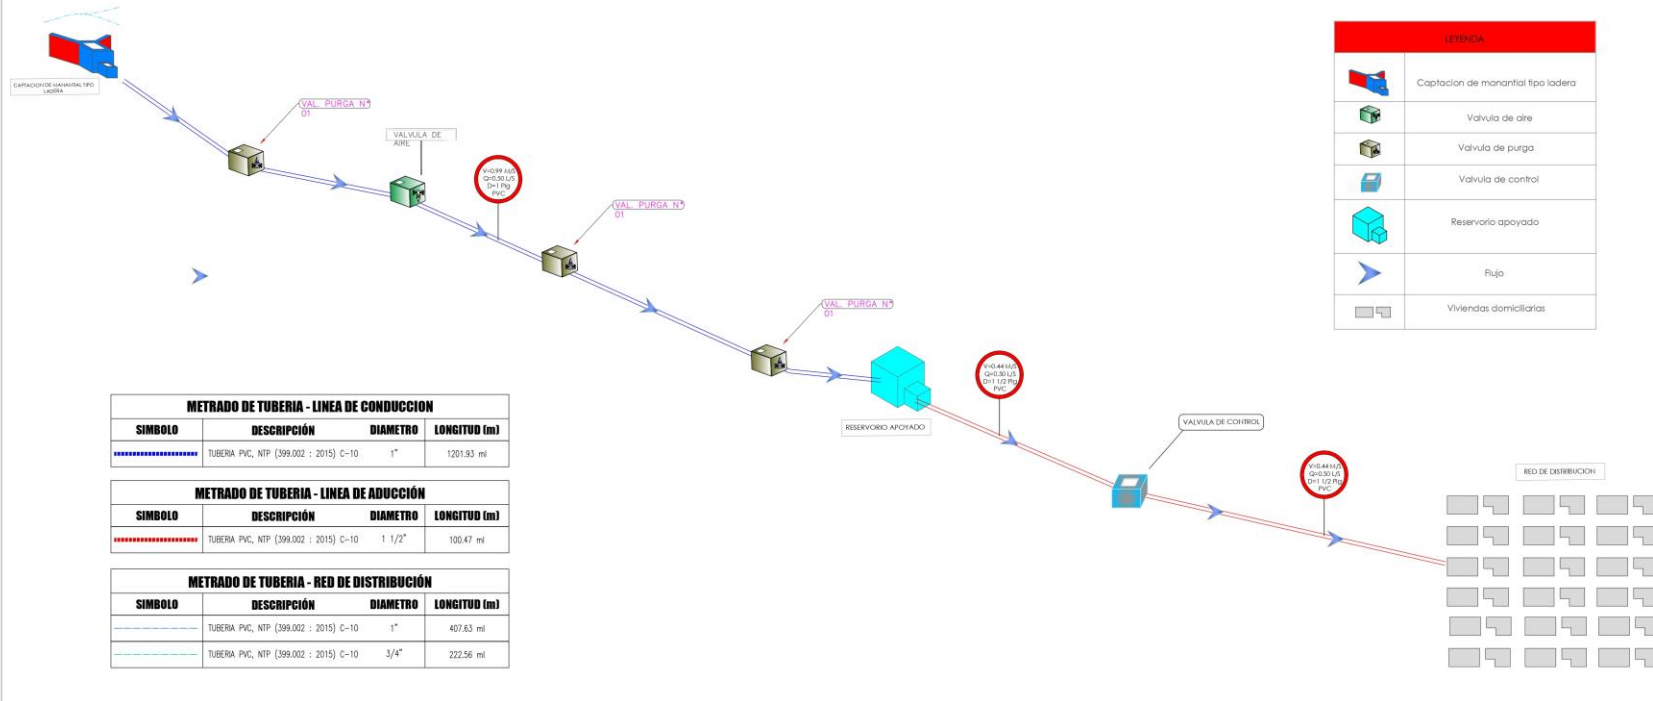 CAPTACION DE MANANTIAL TIPO
LADERA
VAL. PURGA N°
01
VALVULA DE
AIRE
V=0.99 M/S
Q=0.50 L/S
D=1 Plg
PVC
VAL. PURGA N°
01
VAL. PURGA N°
01
RESERVORIO APOYADO
V=0.44 M/S
Q=0.50 L/S
D=1 1/2 Plg
PVC
VALVULA DE CONTROL
V=0.44 M/S
Q=0.50 L/S
D=1 1/2 Plg
PVC
RED DE DISTRIBUCION
LEYENDA
Captacion de manantial tipo ladera
Valvula de aire
Valvula de purga
Valvula de control
Reservorio apoyado
Flujo
Viviendas domiciliarias
METRADO DE TUBERIA - LINEA DE CONDUCCION
SIMBOLO DESCRIPCIÓN DIAMETRO LONGITUD (m)
TUBERIA PVC, NTP (399.002 : 2015) C-10 1" 1201.93 ml
METRADO DE TUBERIA - LINEA DE ADUCCIÓN
SIMBOLO DESCRIPCIÓN DIAMETRO LONGITUD (m)
TUBERIA PVC, NTP (399.002 : 2015) C-10 1 1/2" 100.47 ml
METRADO DE TUBERIA - RED DE DISTRIBUCIÓN
SIMBOLO DESCRIPCIÓN DIAMETRO LONGITUD (m)
TUBERIA PVC, NTP (399.002 : 2015) C-10 1" 407.63 ml
TUBERIA PVC, NTP (399.002 : 2015) C-10 3/4" 222.56 ml